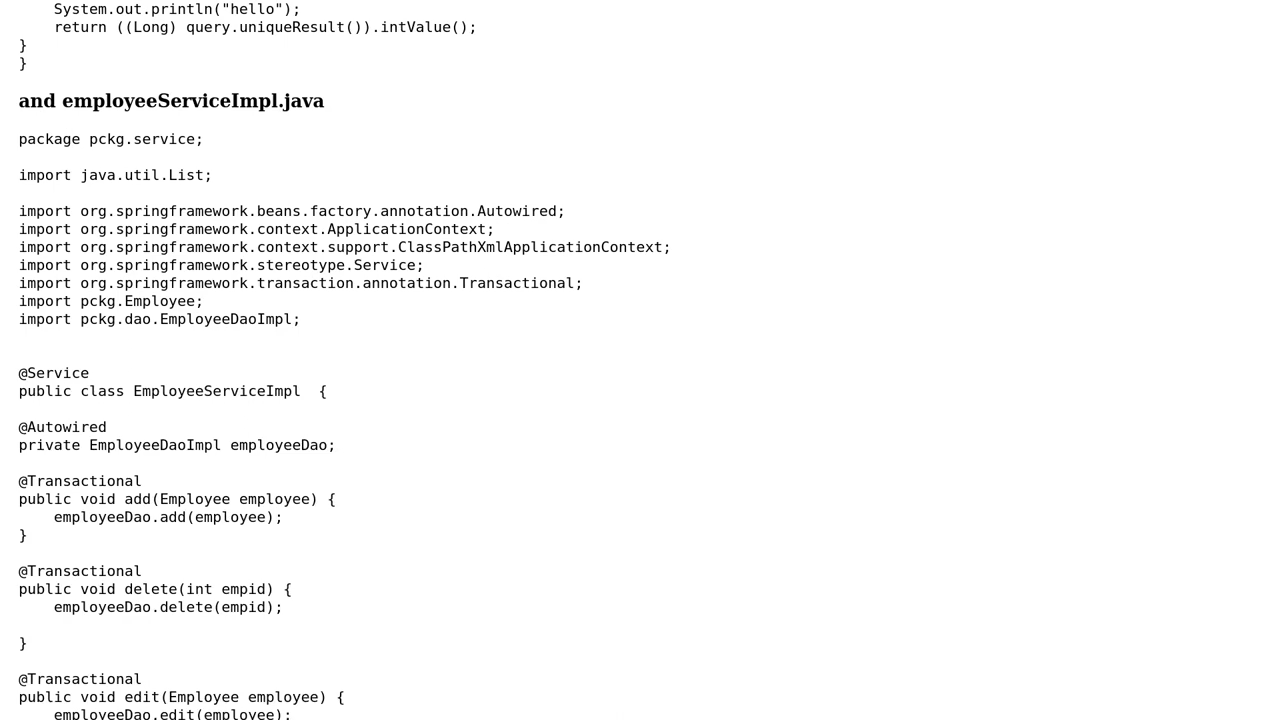 System.out.println("hello");
    return ((Long) query.uniqueResult()).intValue();
}
}
and employeeServiceImpl.java
package pckg.service;

import java.util.List;

import org.springframework.beans.factory.annotation.Autowired;
import org.springframework.context.ApplicationContext;
import org.springframework.context.support.ClassPathXmlApplicationContext;
import org.springframework.stereotype.Service;
import org.springframework.transaction.annotation.Transactional;
import pckg.Employee;
import pckg.dao.EmployeeDaoImpl;


@Service
public class EmployeeServiceImpl  {

@Autowired
private EmployeeDaoImpl employeeDao;

@Transactional
public void add(Employee employee) {
    employeeDao.add(employee);
}

@Transactional
public void delete(int empid) {
    employeeDao.delete(empid);

}

@Transactional
public void edit(Employee employee) {
    employeeDao.edit(employee);